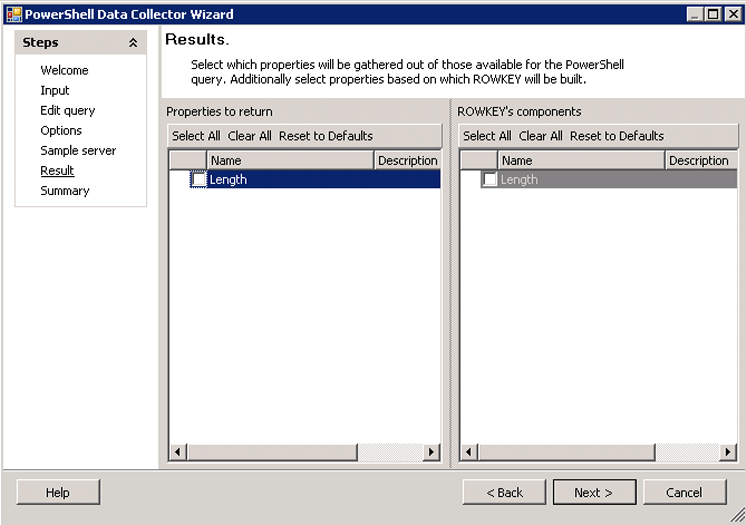 PowerShell Data Collector Wizard
Steps
Welcome
Input
Edit query
Options
Sample server
Result
Summary
Results.
Select which properties will be gathered out of those available for the PowerShell
query. Additionally select properties based on which ROWKEY will be built.
Properties to return
Select All Clear All Reset to Defaults
Name Description
Length
ROWKEY's components
Select All Clear All Reset to Defaults
Name Description
Length
Help
< Back
Next >
Cancel